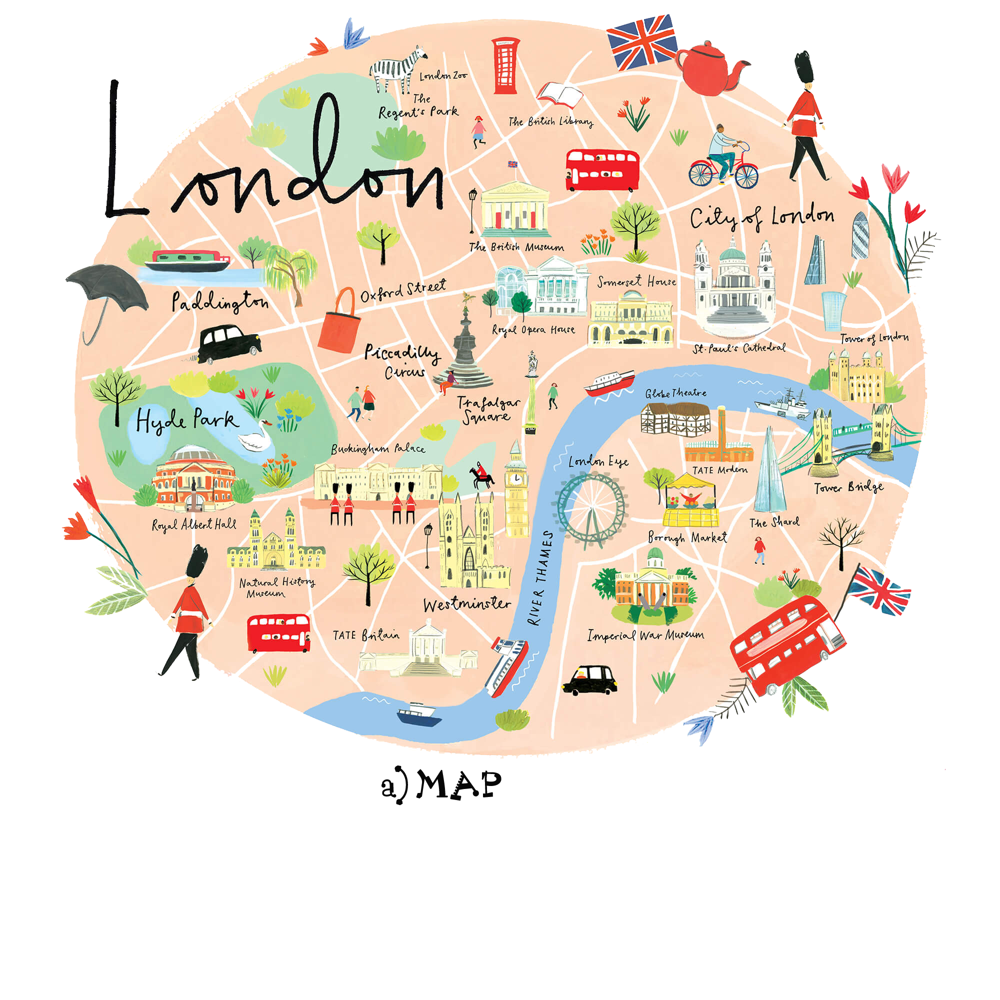 London Zoo
The
Regent's Park
The British Library
London
City of London
The British Museum
Paddington
Oxford Street
Somerset House
Royal Opera House
St. Paul's Cathedral
Tower of London
Piccadilly
Circus
Trafalgar
Square
Globe Theatre
Hyde Park
Buckingham Palace
London Eye
TATE Modern
Tower Bridge
Royal Albert Hall
The Shard
Borough Market
Natural History
Museum
RIVER THAMES
Westminster
TATE Britain
Imperial War Museum
a) MAP